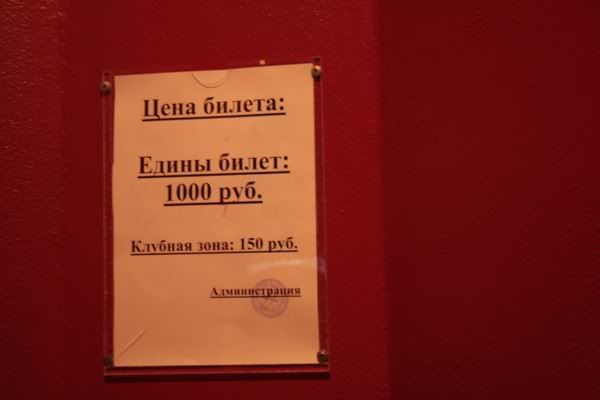 Цена билета:
Едины билет:
1000 руб.
Клубная зона: 150 руб.
Администрация